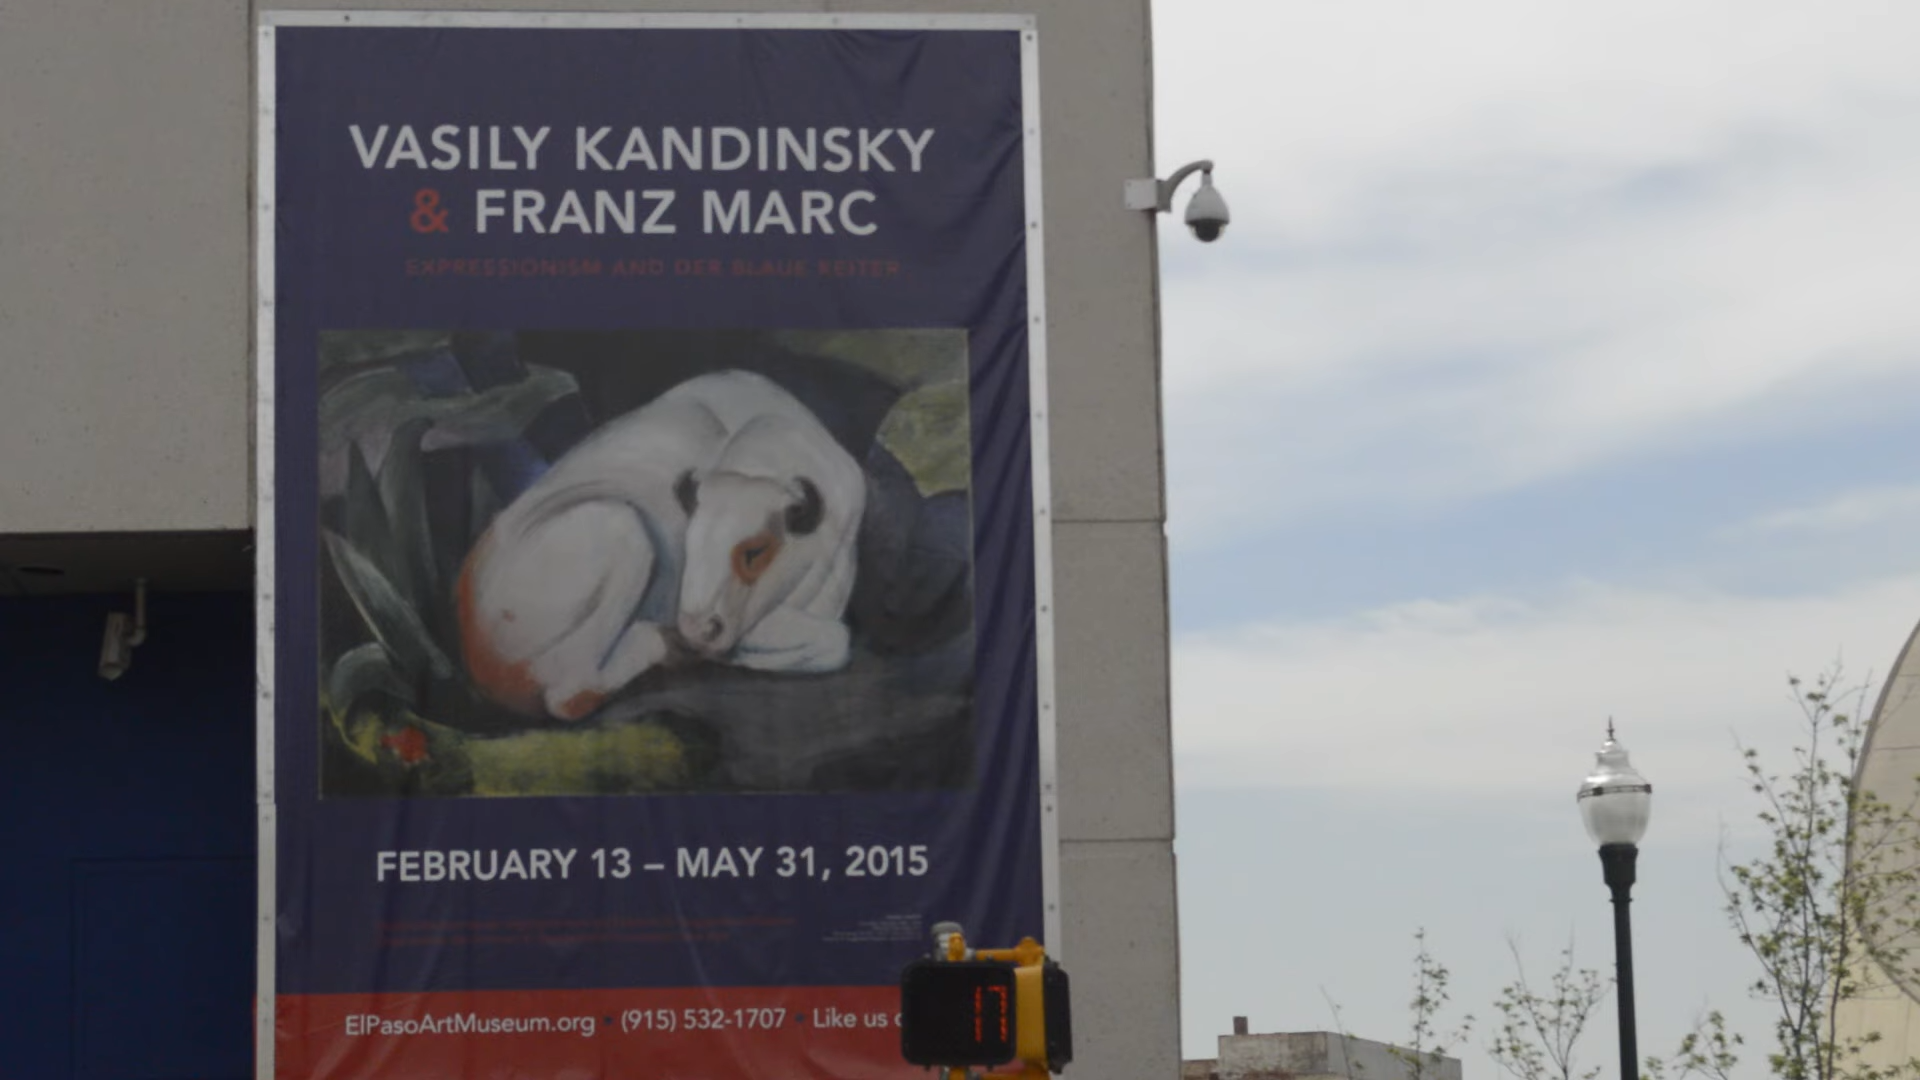 VASILY KANDINSKY
& FRANZ MARC
EXPRESSIONISM AND DER BLAUE REITER
FEBRUARY 13 – MAY 31, 2015
ElPasoArtMuseum.org • (915) 532-1707 • Like us
17